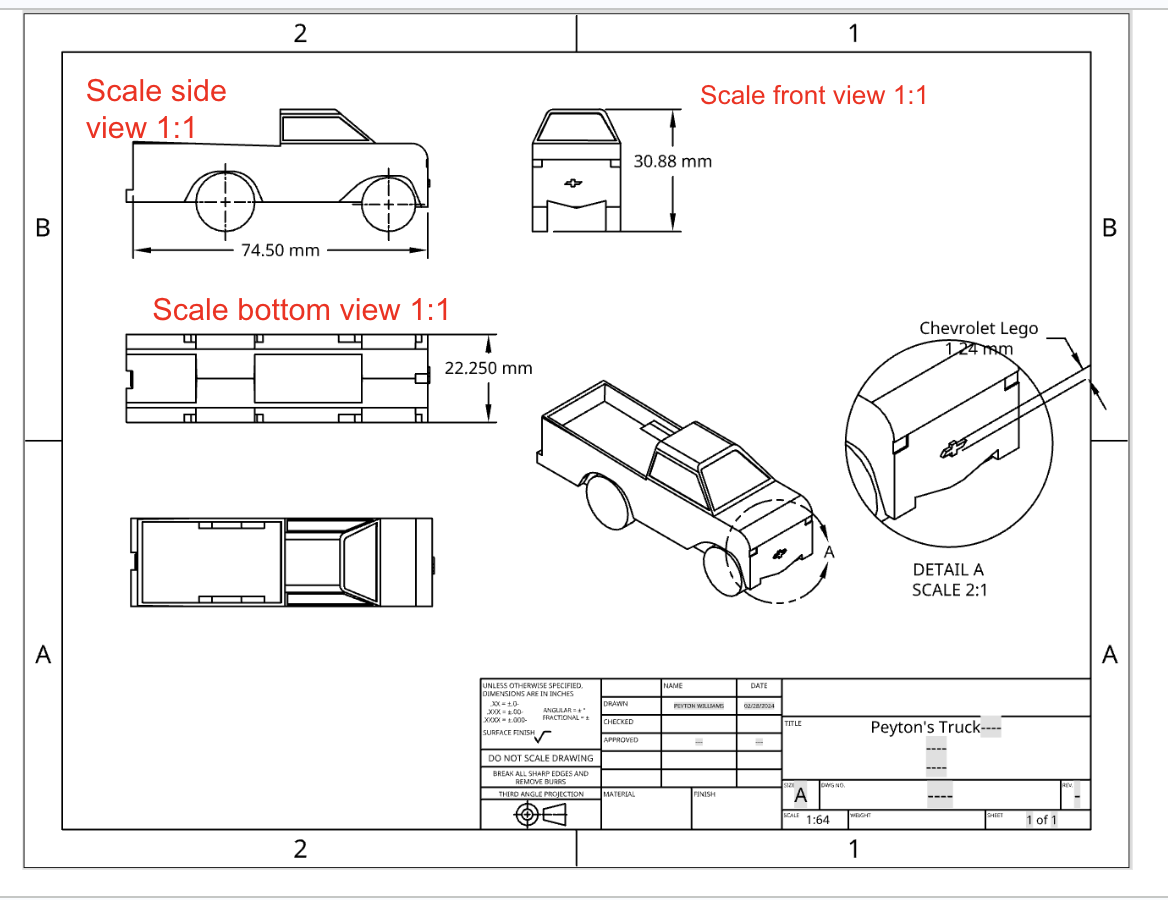 2
1
Scale side
view 1:1
Scale front view 1:1
30.88 mm
B
B
74.50 mm
Scale bottom view 1:1
22.250 mm
Chevrolet Lego
1.24 mm
A
DETAIL A
SCALE 2:1
A
A
UNLESS OTHERWISE SPECIFIED,
DIMENSIONS ARE IN INCHES
.XX = ±.0-
.XXX = ±.00-
.XXXX = ±.000-
ANGULAR = ± °
FRACTIONAL = ±
SURFACE FINISH
DO NOT SCALE DRAWING
BREAK ALL SHARP EDGES AND
REMOVE BURRS
THIRD ANGLE PROJECTION
NAME
DATE
DRAWN
PEYTON WILLIAMS
02/28/2024
CHECKED
APPROVED
---
---
MATERIAL
FINISH
TITLE
Peyton's Truck----
----
----
SIZE
A
DWG NO.
----
REV.
-
SCALE
1:64
WEIGHT
SHEET
1 of 1
2
1